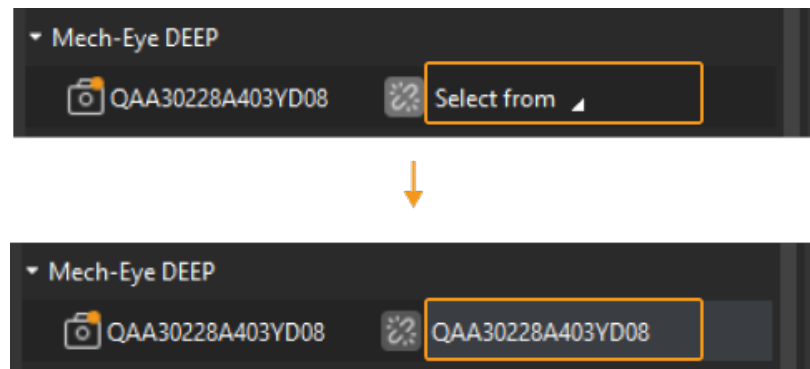 Mech-Eye DEEP
QAA30228A403YD08 Select from
Mech-Eye DEEP
QAA30228A403YD08 QAA30228A403YD08